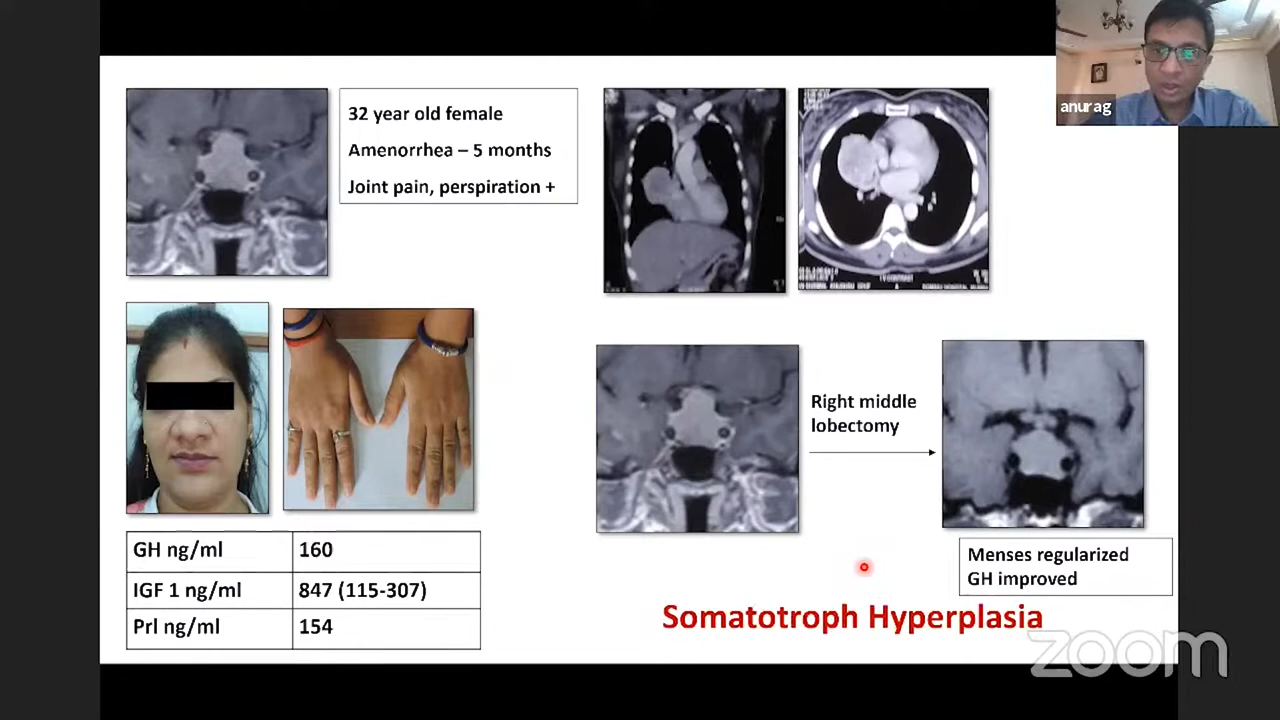 anurag
32 year old female
Amenorrhea – 5 months
Joint pain, perspiration +
GH ng/ml 160
IGF 1 ng/ml 847 (115-307)
Prl ng/ml 154
Right middle
lobectomy
Menses regularized
GH improved
Somatotroph Hyperplasia
zoom